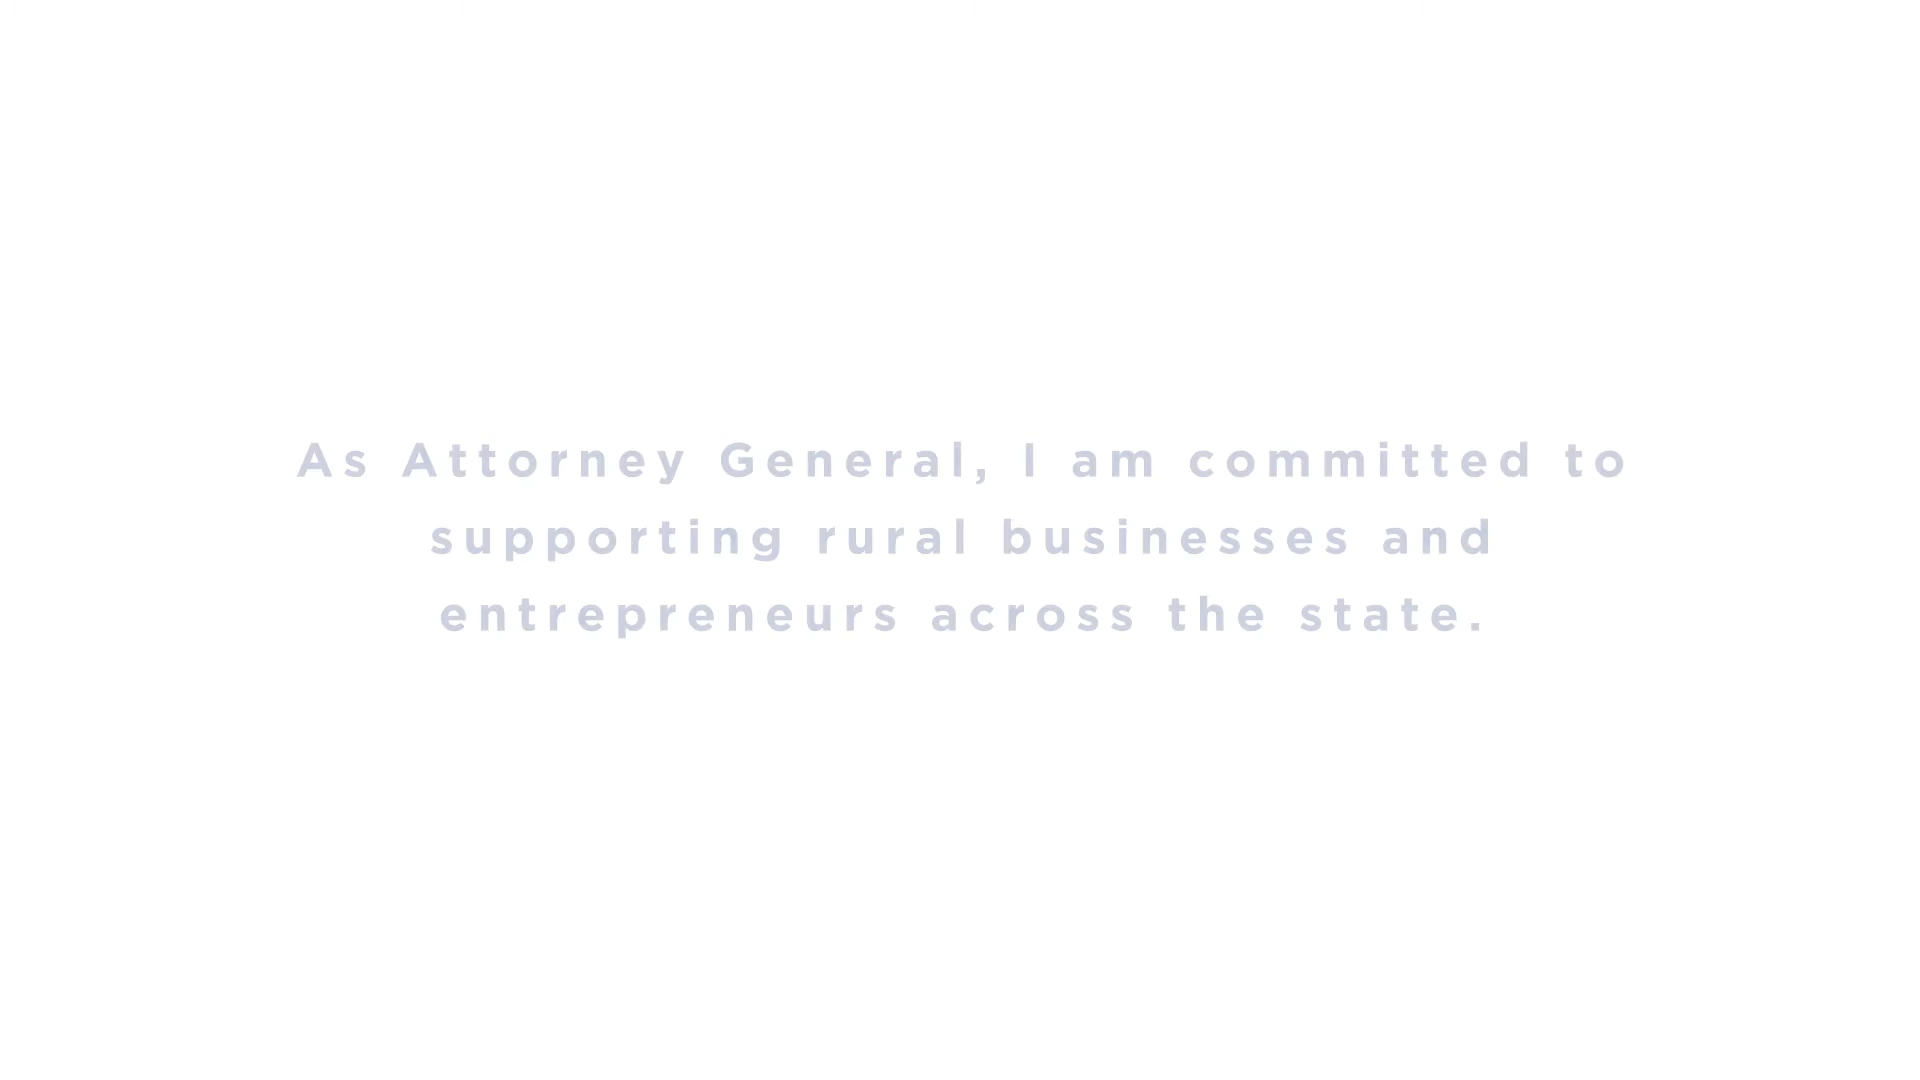 As Attorney General, I am committed to
supporting rural businesses and
entrepreneurs across the state.